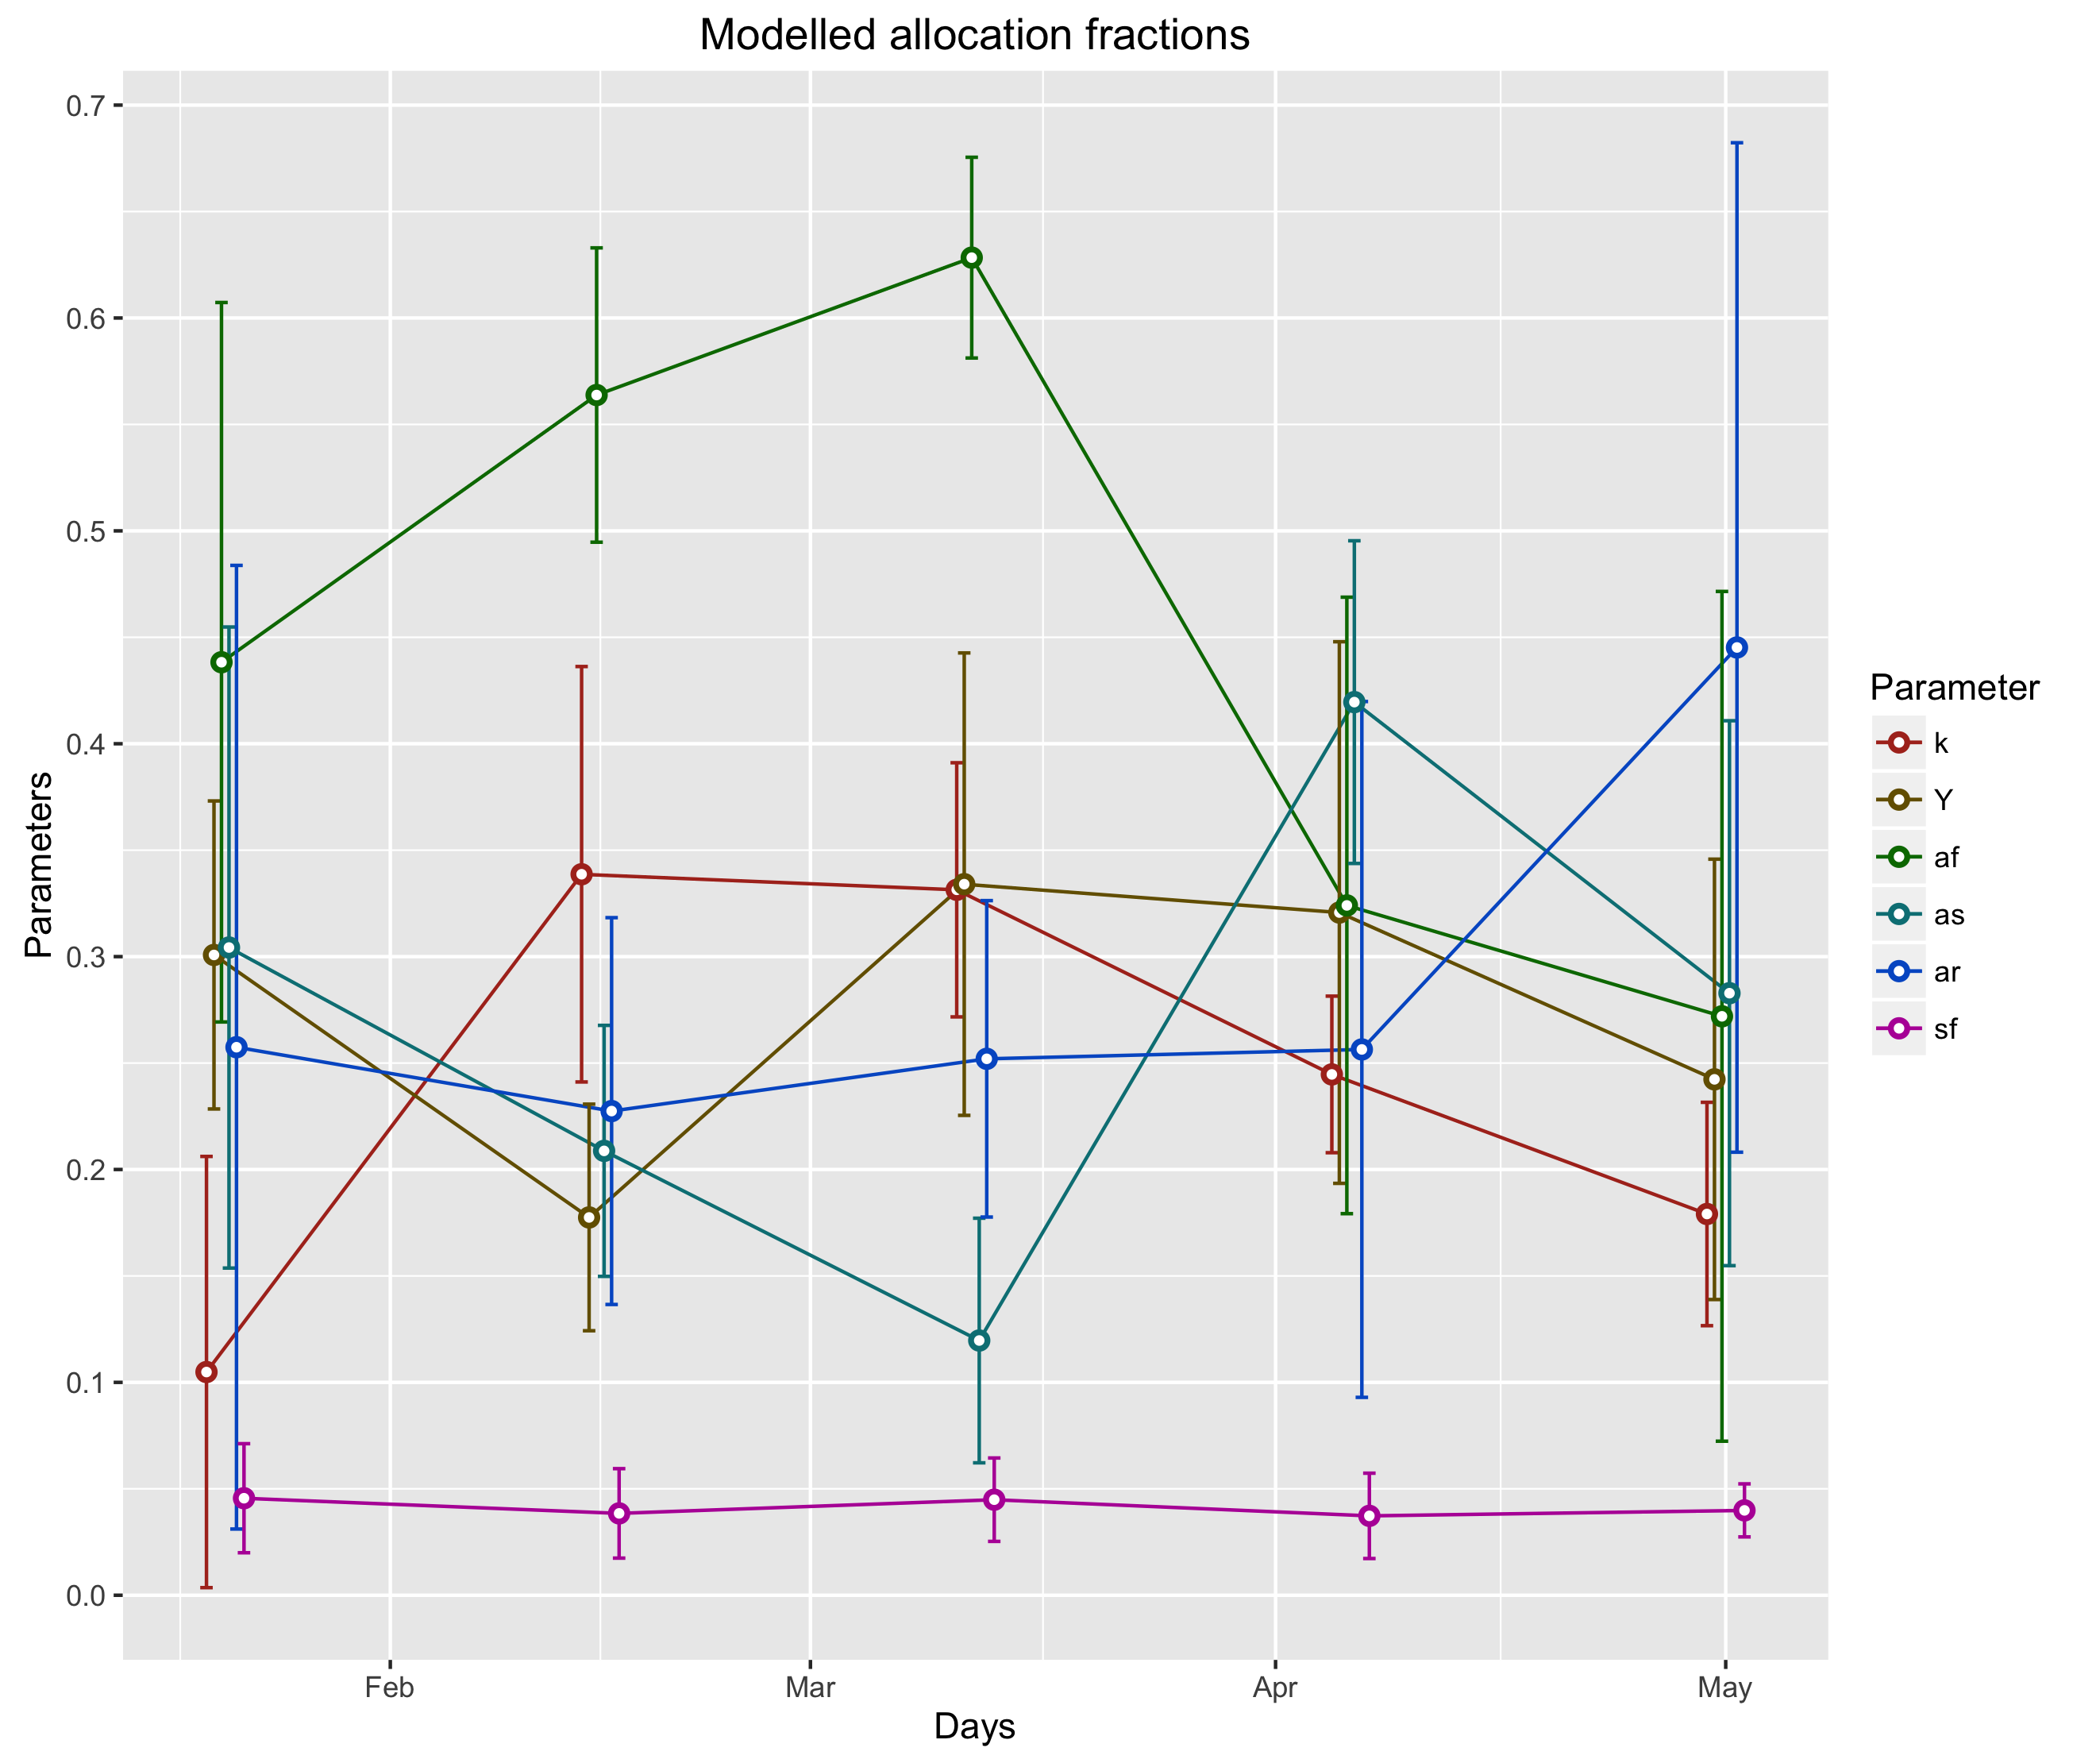 Modelled allocation fractions
0.7
0.6
0.5
0.4
0.3
0.2
0.1
0.0
Parameters
Feb Mar Apr May
Days
Parameter
k
Y
af
as
ar
sf